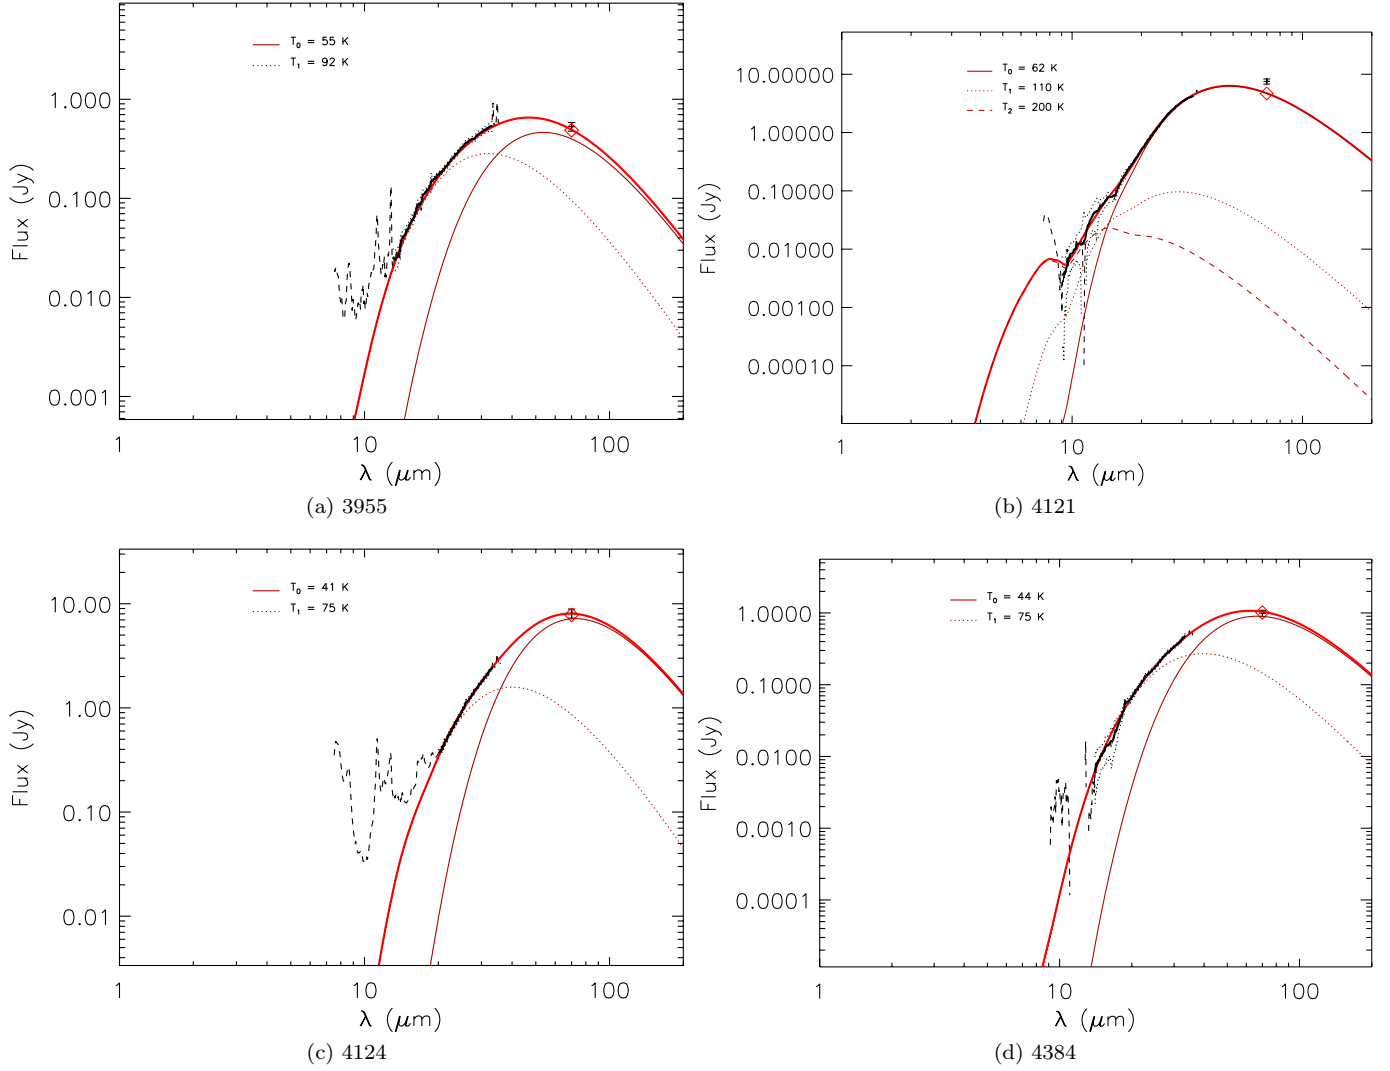 T₀ = 55 K
T₁ = 92 K
1.000
0.100
0.010
0.001
Flux (Jy)
1 10 100
λ (μm)
(a) 3955
T₀ = 62 K
T₁ = 110 K
T₂ = 200 K
10.00000
1.00000
0.10000
0.01000
0.00100
0.00010
Flux (Jy)
1 10 100
λ (μm)
(b) 4121
T₀ = 41 K
T₁ = 75 K
10.00
1.00
0.10
0.01
Flux (Jy)
1 10 100
λ (μm)
(c) 4124
T₀ = 44 K
T₁ = 75 K
1.0000
0.1000
0.0100
0.0010
0.0001
Flux (Jy)
1 10 100
λ (μm)
(d) 4384